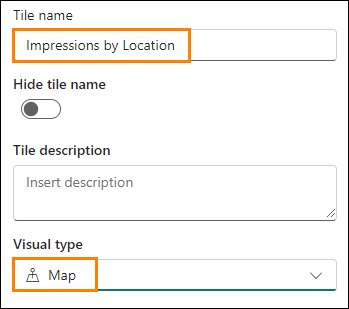 Tile name
Impressions by Location
Hide tile name
Tile description
Insert description
Visual type
Map